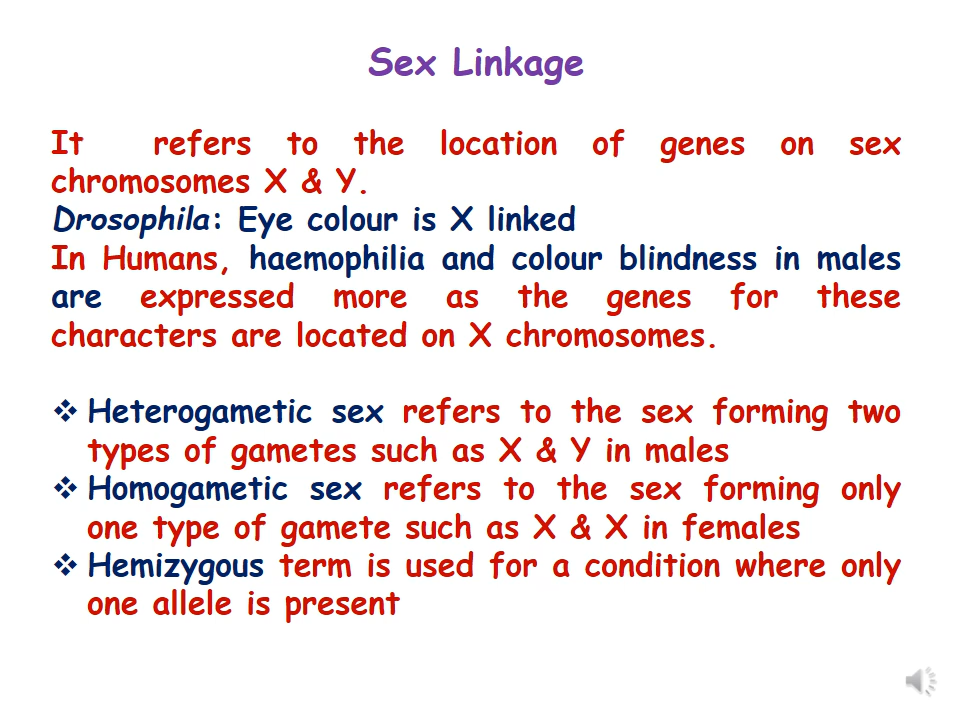 Sex Linkage
It refers to the location of genes on sex
chromosomes X & Y.
Drosophila: Eye colour is X linked
In Humans, haemophilia and colour blindness in males
are expressed more as the genes for these
characters are located on X chromosomes.
❖ Heterogametic sex refers to the sex forming two
types of gametes such as X & Y in males
❖ Homogametic sex refers to the sex forming only
one type of gamete such as X & X in females
❖ Hemizygous term is used for a condition where only
one allele is present